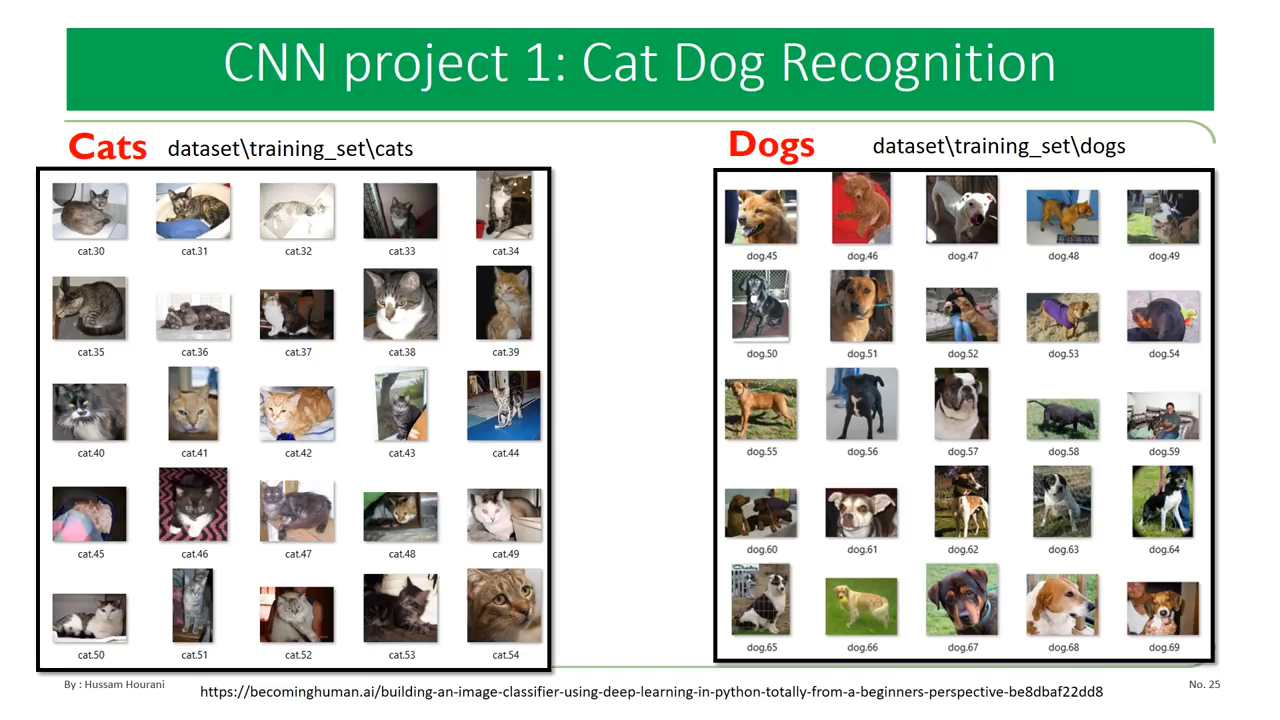 CNN project 1: Cat Dog Recognition
Cats dataset\training_set\cats
cat.30 cat.31 cat.32 cat.33 cat.34
cat.35 cat.36 cat.37 cat.38 cat.39
cat.40 cat.41 cat.42 cat.43 cat.44
cat.45 cat.46 cat.47 cat.48 cat.49
cat.50 cat.51 cat.52 cat.53 cat.54
Dogs dataset\training_set\dogs
dog.45 dog.46 dog.47 dog.48 dog.49
dog.50 dog.51 dog.52 dog.53 dog.54
dog.55 dog.56 dog.57 dog.58 dog.59
dog.60 dog.61 dog.62 dog.63 dog.64
dog.65 dog.66 dog.67 dog.68 dog.69
By : Hussam Hourani
https://becominghuman.ai/building-an-image-classifier-using-deep-learning-in-python-totally-from-a-beginners-perspective-be8dbaf22dd8
No. 25